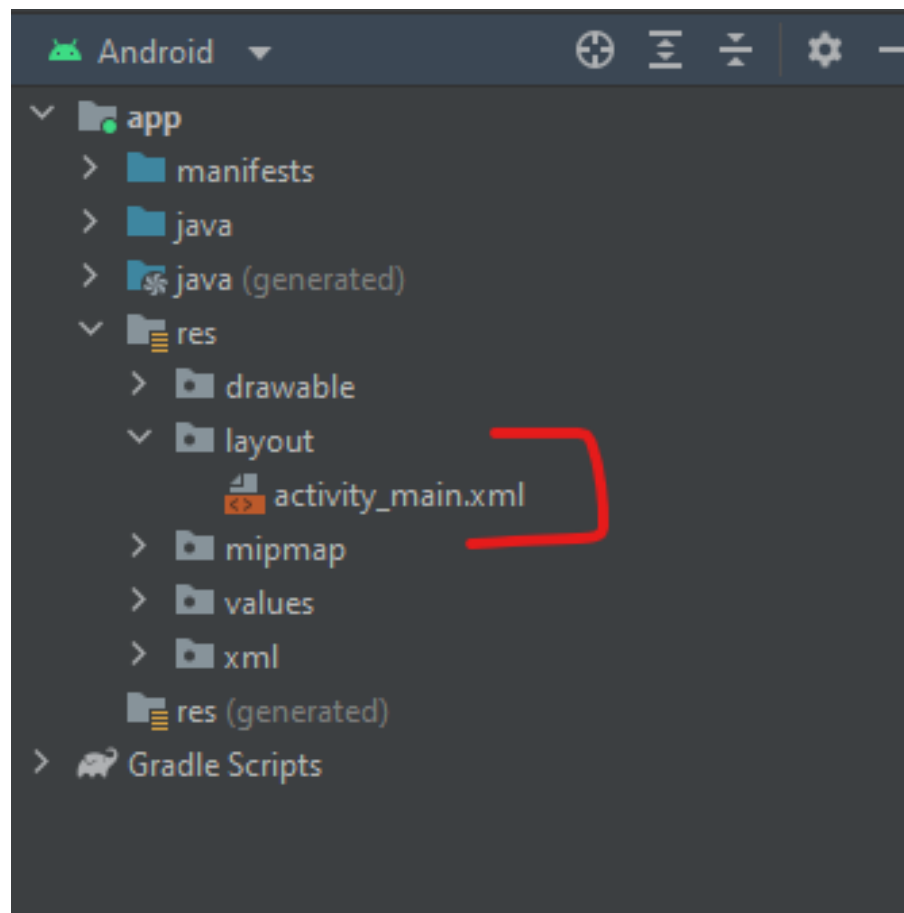 Android
app
manifests
java
java (generated)
res
drawable
layout
activity_main.xml
mipmap
values
xml
res (generated)
Gradle Scripts